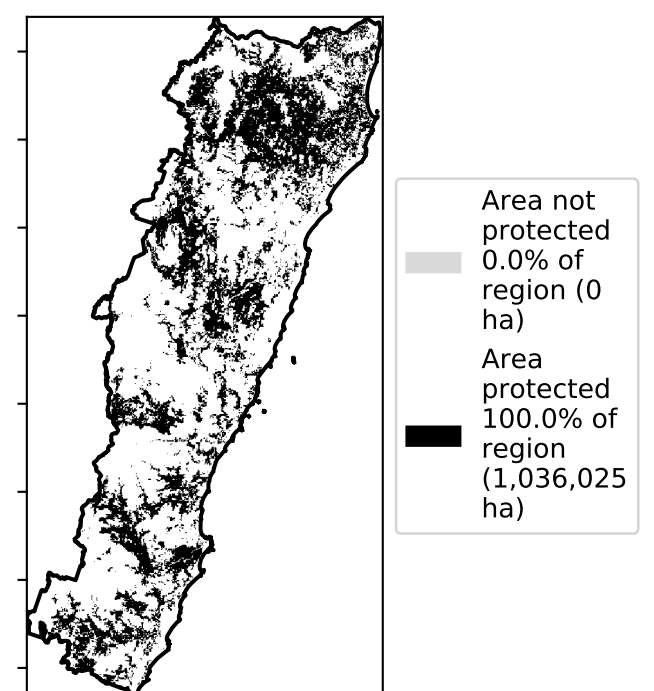 Area not
protected
0.0% of
region (0
ha)
Area
protected
100.0% of
region
(1,036,025
ha)